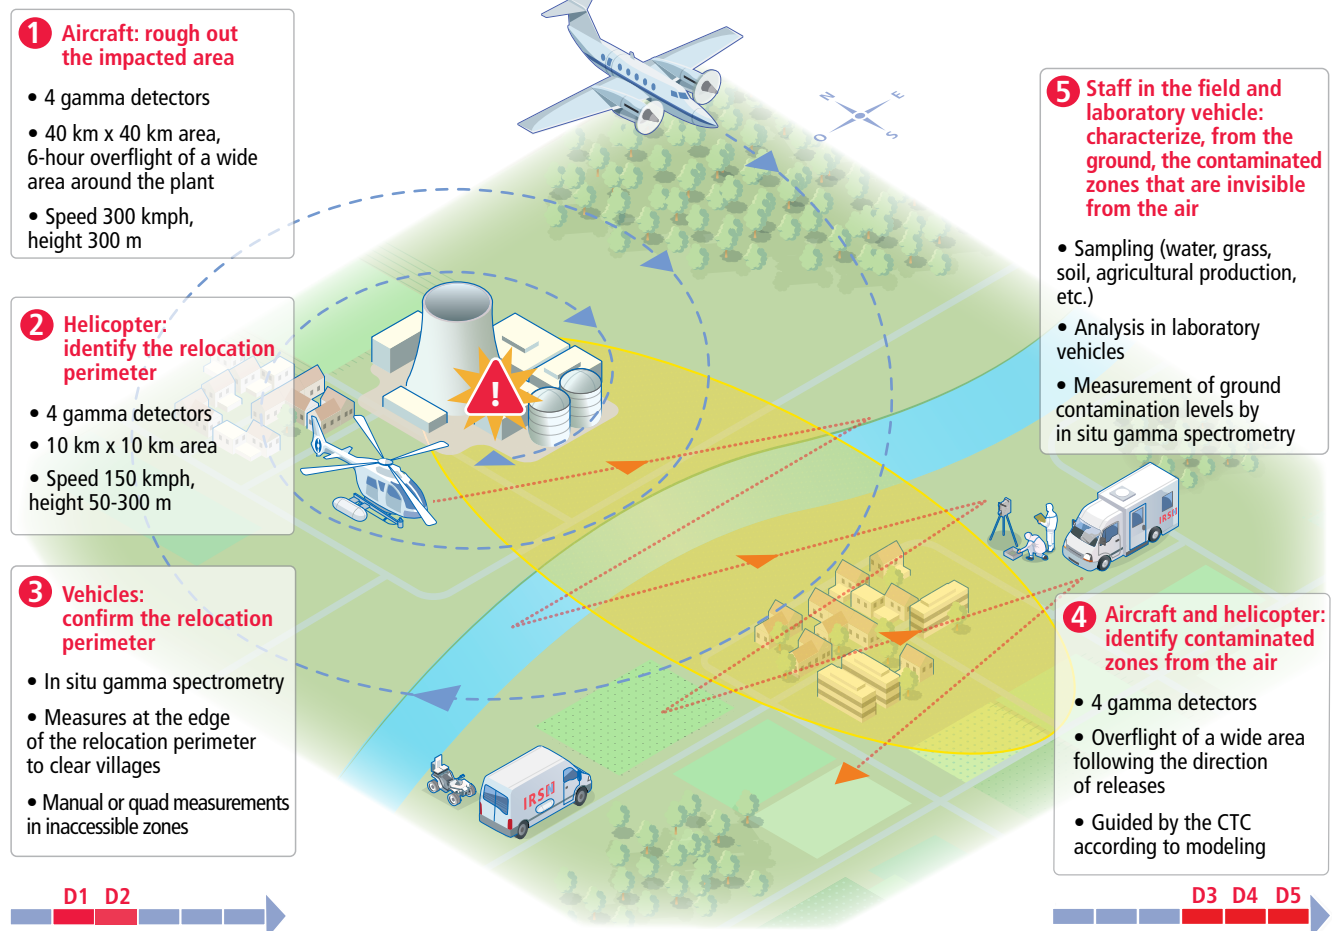 1 Aircraft: rough out
the impacted area
• 4 gamma detectors
• 40 km x 40 km area,
6-hour overflight of a wide
area around the plant
• Speed 300 kmph,
height 300 m
2 Helicopter:
identify the relocation
perimeter
• 4 gamma detectors
• 10 km x 10 km area
• Speed 150 kmph,
height 50-300 m
3 Vehicles:
confirm the relocation
perimeter
• In situ gamma spectrometry
• Measures at the edge
of the relocation perimeter
to clear villages
• Manual or quad measurements
in inaccessible zones
D1 D2
N
E
O
S
!
IRSN
IRSN
5 Staff in the field and
laboratory vehicle:
characterize, from the
ground, the contaminated
zones that are invisible
from the air
• Sampling (water, grass,
soil, agricultural production,
etc.)
• Analysis in laboratory
vehicles
• Measurement of ground
contamination levels by
in situ gamma spectrometry
4 Aircraft and helicopter:
identify contaminated
zones from the air
• 4 gamma detectors
• Overflight of a wide area
following the direction
of releases
• Guided by the CTC
according to modeling
D3 D4 D5